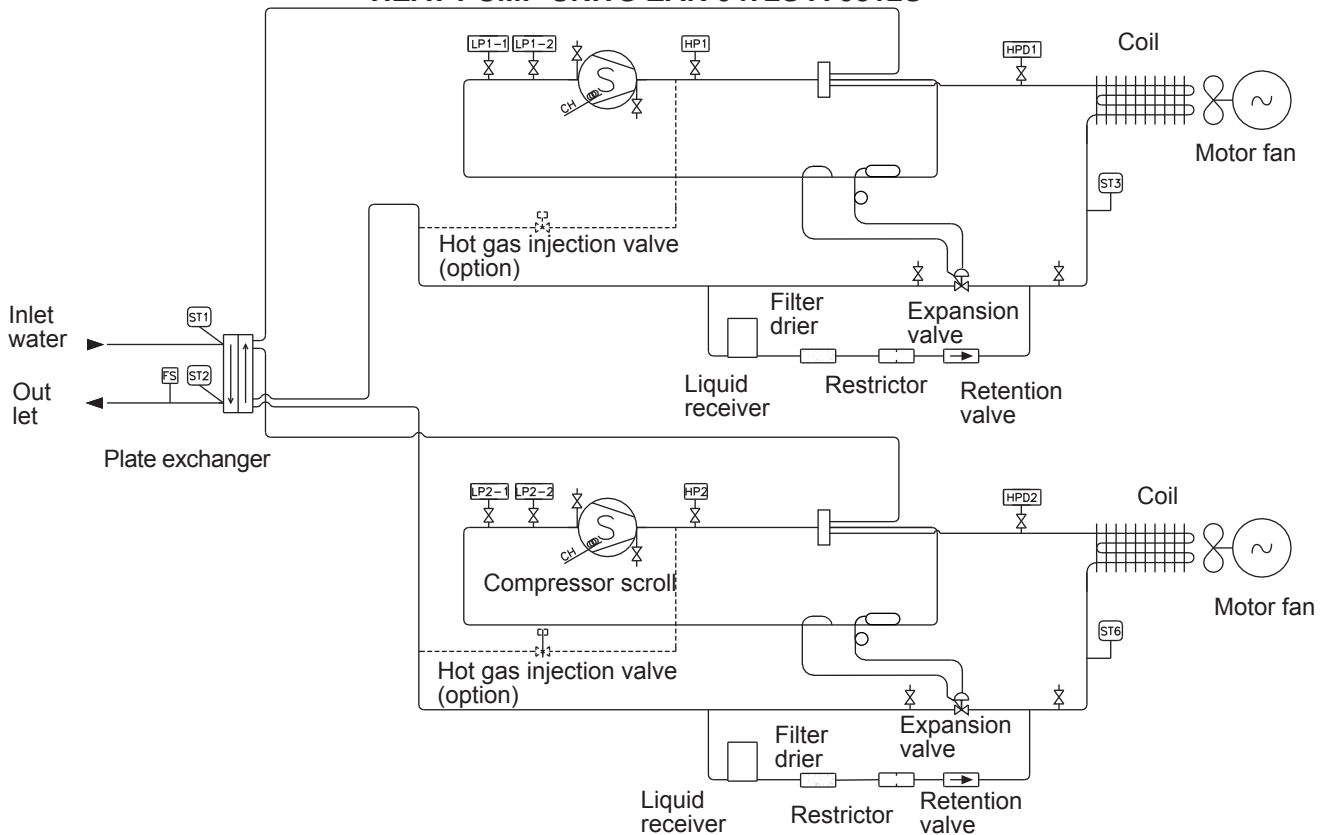 LP1-1
LP1-2
HP1
HPD1
Coil
S
CH
Motor fan
ST3
Hot gas injection valve
(option)
Inlet
water
ST1
Filter
drier
Expansion
valve
FS
ST2
Out
let
Liquid
receiver
Restrictor
Retention
valve
Plate exchanger
LP2-1
LP2-2
HP2
HPD2
Coil
S
CH
Compressor scroll
Motor fan
ST6
Hot gas injection valve
(option)
Filter
drier
Expansion
valve
Liquid
receiver
Restrictor
Retention
valve